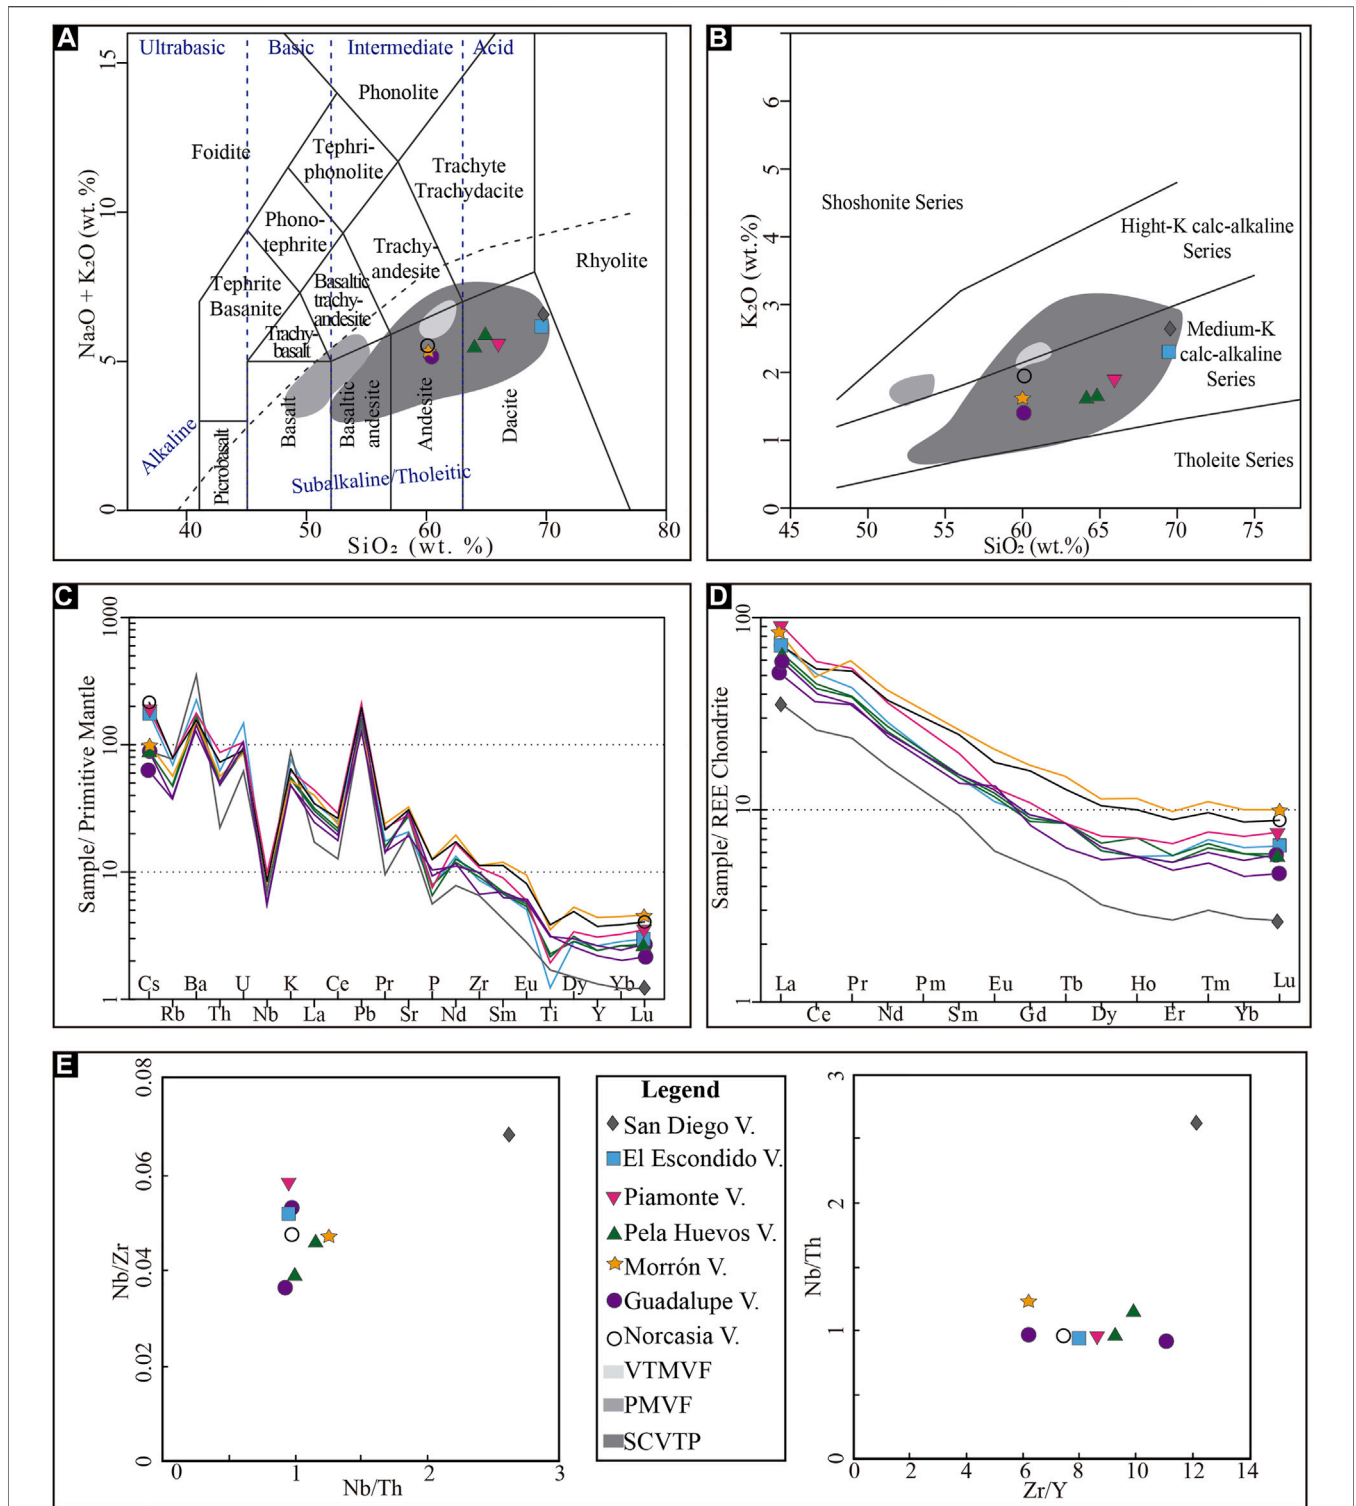 A
Ultrabasic Basic Intermediate Acid
Phonolite
Foidite
Tephri-
phonolite
Trachyte
Trachydacite
Phono-
tephrite
Trachy-
andesite
Rhyolite
Tephrite
Basanite
Basaltic
trachy-
andesite
Trachy-
basalt
Alkaline
Picrobasalt
Basalt
Basaltic
andesite
Andesite
Dacite
Subalkaline/Tholeitic
0 5 10 15
Na₂O + K₂O (wt. %)
40 50 60 70 80
SiO₂ (wt. %)
B
Shoshonite Series
Hight-K calc-alkaline
Series
Medium-K
calc-alkaline
Series
Tholeite Series
0 1 2 3 4 5 6
K₂O (wt.%)
45 50 55 60 65 70 75
SiO₂ (wt.%)
C
1 10 100 1000
Sample/ Primitive Mantle
Cs Ba U K Ce Pr P Zr Eu Dy Yb
Rb Th Nb La Pb Sr Nd Sm Ti Y Lu
D
1 10 100
Sample/ REE Chondrite
La Pr Pm Eu Tb Ho Tm Lu
Ce Nd Sm Gd Dy Er Yb
E
0 0.02 0.04 0.06 0.08
Nb/Zr
0 1 2 3
Nb/Th
Legend
San Diego V.
El Escondido V.
Piamonte V.
Pela Huevos V.
Morrón V.
Guadalupe V.
Norcasia V.
VTMVF
PMVF
SCVTP
0 1 2 3
Nb/Th
0 2 4 6 8 10 12 14
Zr/Y